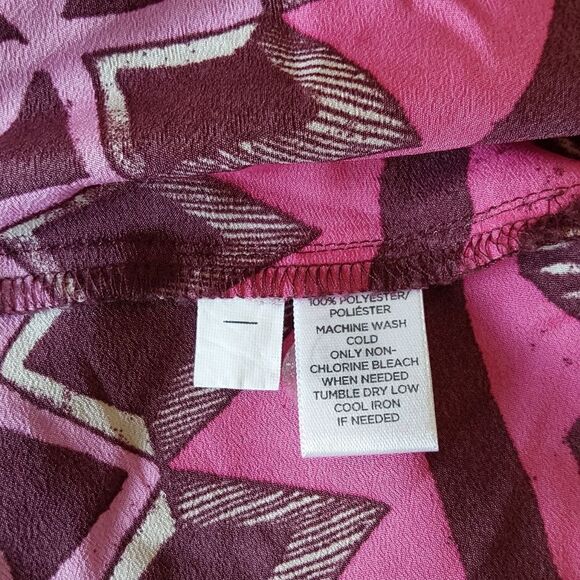 100% POLYESTER/
POLIÉSTER
MACHINE WASH
COLD
ONLY NON-
CHLORINE BLEACH
WHEN NEEDED
TUMBLE DRY LOW
COOL IRON
IF NEEDED